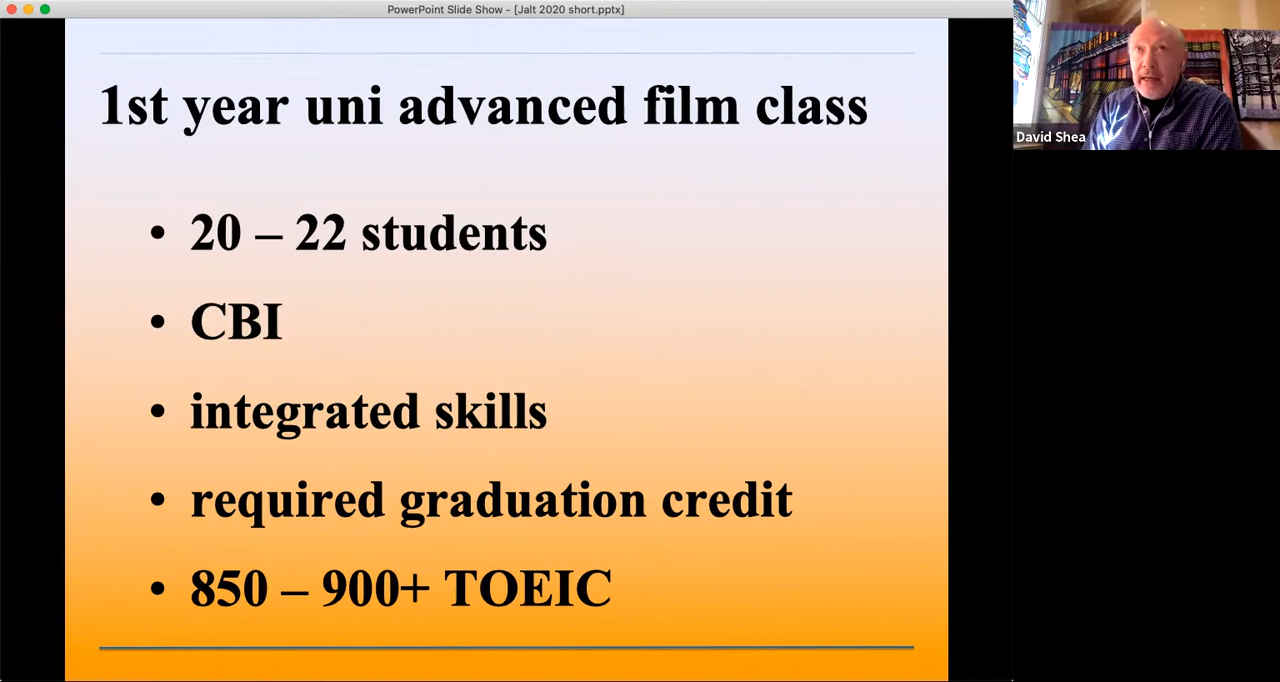 PowerPoint Slide Show - [Jalt 2020 short.pptx]
1st year uni advanced film class
• 20 – 22 students
• CBI
• integrated skills
• required graduation credit
• 850 – 900+ TOEIC
David Shea